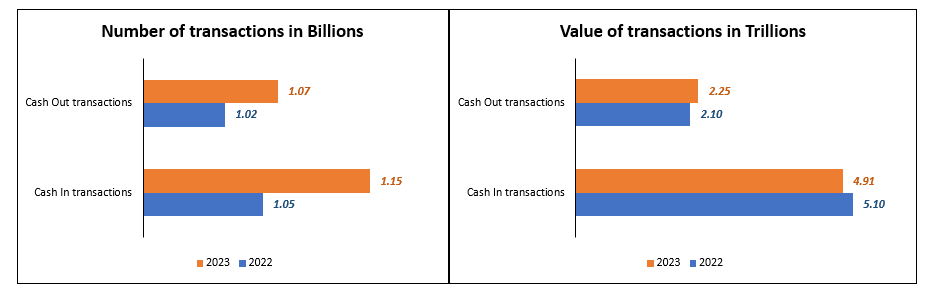 Number of transactions in Billions
Cash Out transactions
1.07
1.02
Cash In transactions
1.15
1.05
2023 2022
Value of transactions in Trillions
Cash Out transactions
2.25
2.10
Cash In transactions
4.91
5.10
2023 2022